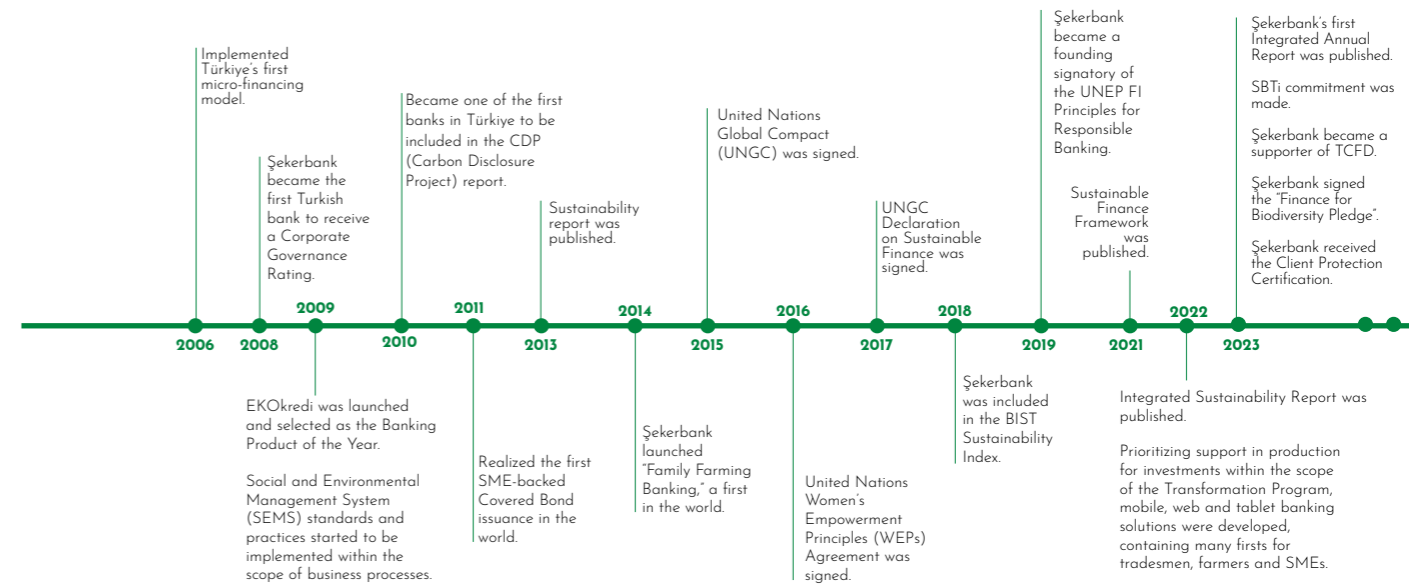 Implemented
Türkiye's first
micro-financing
model.
2006
Şekerbank
became the
first Turkish
bank to receive
a Corporate
Governance
Rating.
2008
2009
EKOkredi was launched
and selected as the Banking
Product of the Year.
Social and Environmental
Management System
(SEMS) standards and
practices started to be
implemented within the
scope of business processes.
Became one of the first
banks in Türkiye to be
included in the CDP
(Carbon Disclosure
Project) report.
2010
2011
Realized the first
SME-backed
Covered Bond
issuance in the
world.
Sustainability
report was
published.
2013
2014
Şekerbank
launched
"Family Farming
Banking," a first
in the world.
United Nations
Global Compact
(UNGC) was signed.
2015
2016
United Nations
Women's
Empowerment
Principles (WEPs)
Agreement was
signed.
UNGC
Declaration
on Sustainable
Finance was
signed.
2017
2018
Şekerbank
was included
in the BIST
Sustainability
Index.
Şekerbank
became a
founding
signatory of
the UNEP FI
Principles for
Responsible
Banking.
2019
Sustainable
Finance
Framework
was
published.
2021
2022
Integrated Sustainability Report was
published.
Prioritizing support in production
for investments within the scope
of the Transformation Program,
mobile, web and tablet banking
solutions were developed,
containing many firsts for
tradesmen, farmers and SMEs.
Şekerbank's first
Integrated Annual
Report was published.
SBTi commitment was
made.
Şekerbank became a
supporter of TCFD.
Şekerbank signed
the "Finance for
Biodiversity Pledge".
Şekerbank received
the Client Protection
Certification.
2023